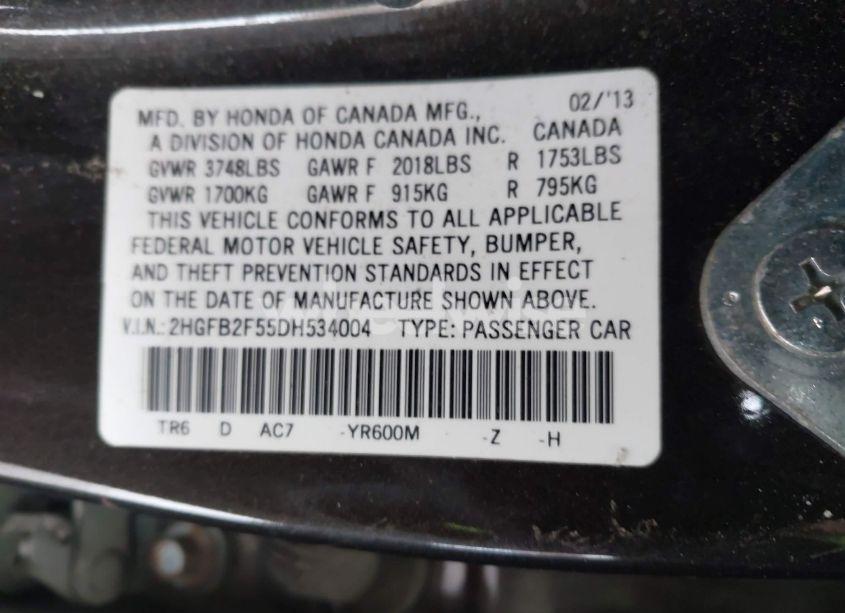 MFD. BY HONDA OF CANADA MFG., 02/'13
A DIVISION OF HONDA CANADA INC. CANADA
GVWR 3748LBS GAWR F 2018LBS R 1753LBS
GVWR 1700KG GAWR F 915KG R 795KG
THIS VEHICLE CONFORMS TO ALL APPLICABLE
FEDERAL MOTOR VEHICLE SAFETY, BUMPER,
AND THEFT PREVENTION STANDARDS IN EFFECT
ON THE DATE OF MANUFACTURE SHOWN ABOVE.
V.I.N.: 2HGFB2F55DH534004 TYPE: PASSENGER CAR
TR6 D AC7 -YR600M -Z -H